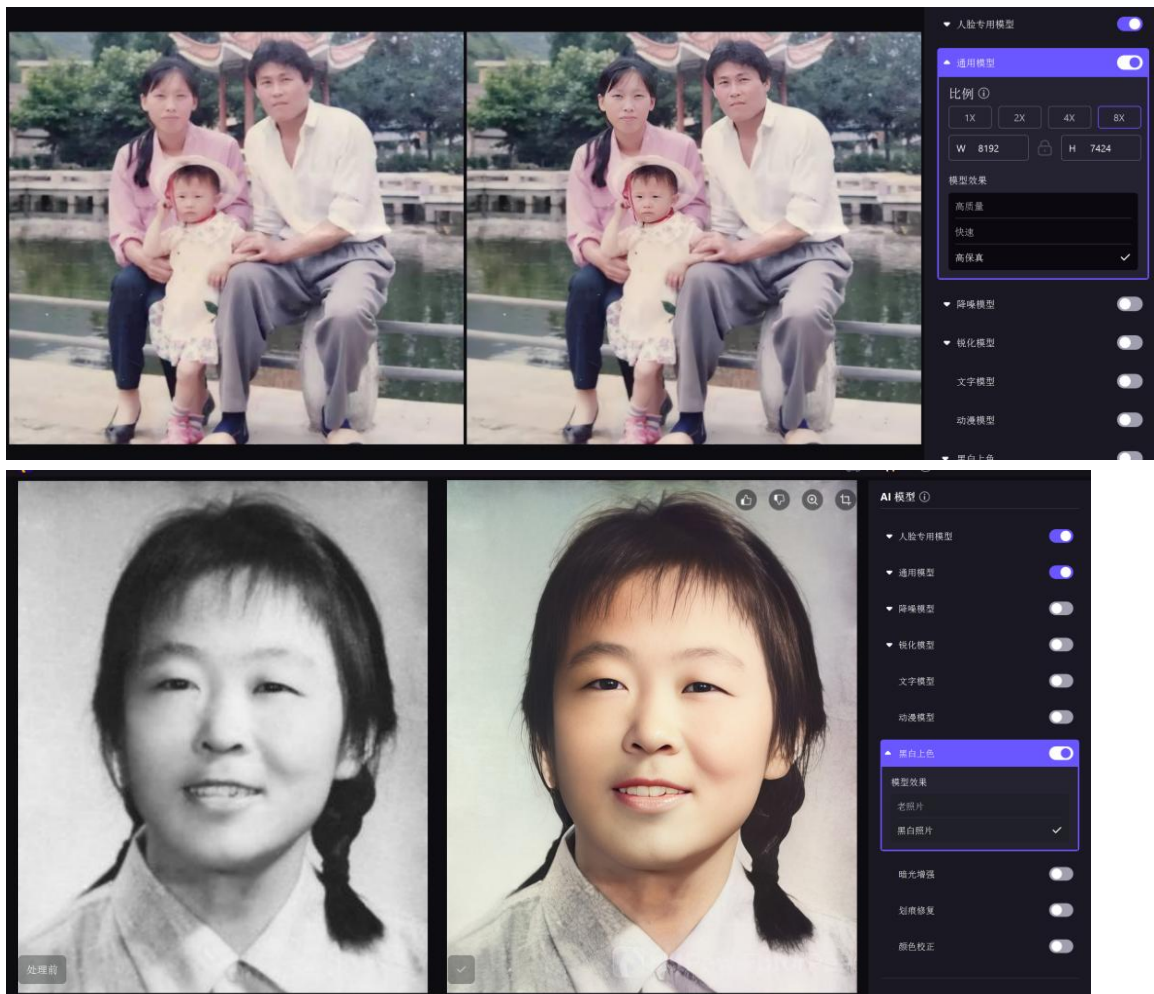 人脸专用模型
通用模型
比例
1X 2X 4X 8X
W 8192 H 7424
模型效果
高质量
快速
高保真
降噪模型
锐化模型
文字模型
动漫模型
黑白上色
AI 模型
人脸专用模型
通用模型
降噪模型
锐化模型
文字模型
动漫模型
黑白上色
模型效果
老照片
黑白照片
暗光增强
划痕修复
颜色校正
处理前